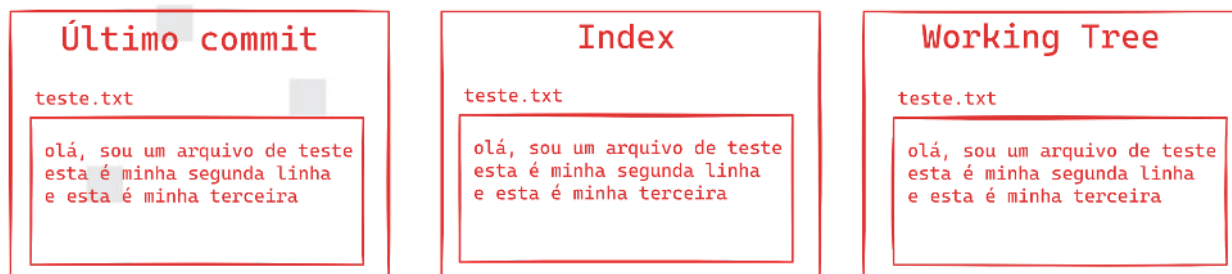 Último commit
teste.txt
olá, sou um arquivo de teste
esta é minha segunda linha
e esta é minha terceira
Index
teste.txt
olá, sou um arquivo de teste
esta é minha segunda linha
e esta é minha terceira
Working Tree
teste.txt
olá, sou um arquivo de teste
esta é minha segunda linha
e esta é minha terceira